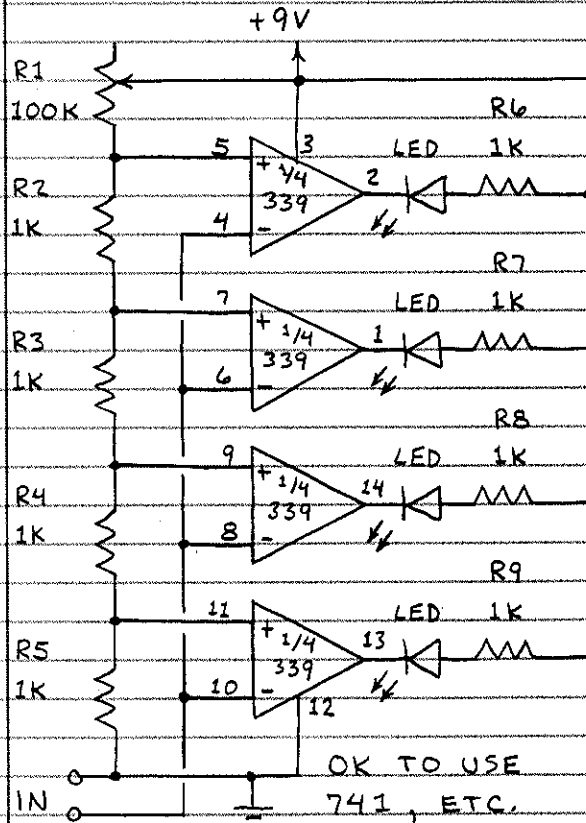 +9V
R1
100K
R6
1K
LED
5
+
3
1/4
339
2
4
-
R2
1K
R7
1K
LED
7
+
1/4
339
1
6
-
R3
1K
R8
1K
LED
9
+
1/4
339
14
8
-
R4
1K
R9
1K
LED
11
+
1/4
339
13
10
-
12
R5
1K
IN
OK TO USE
741, ETC.